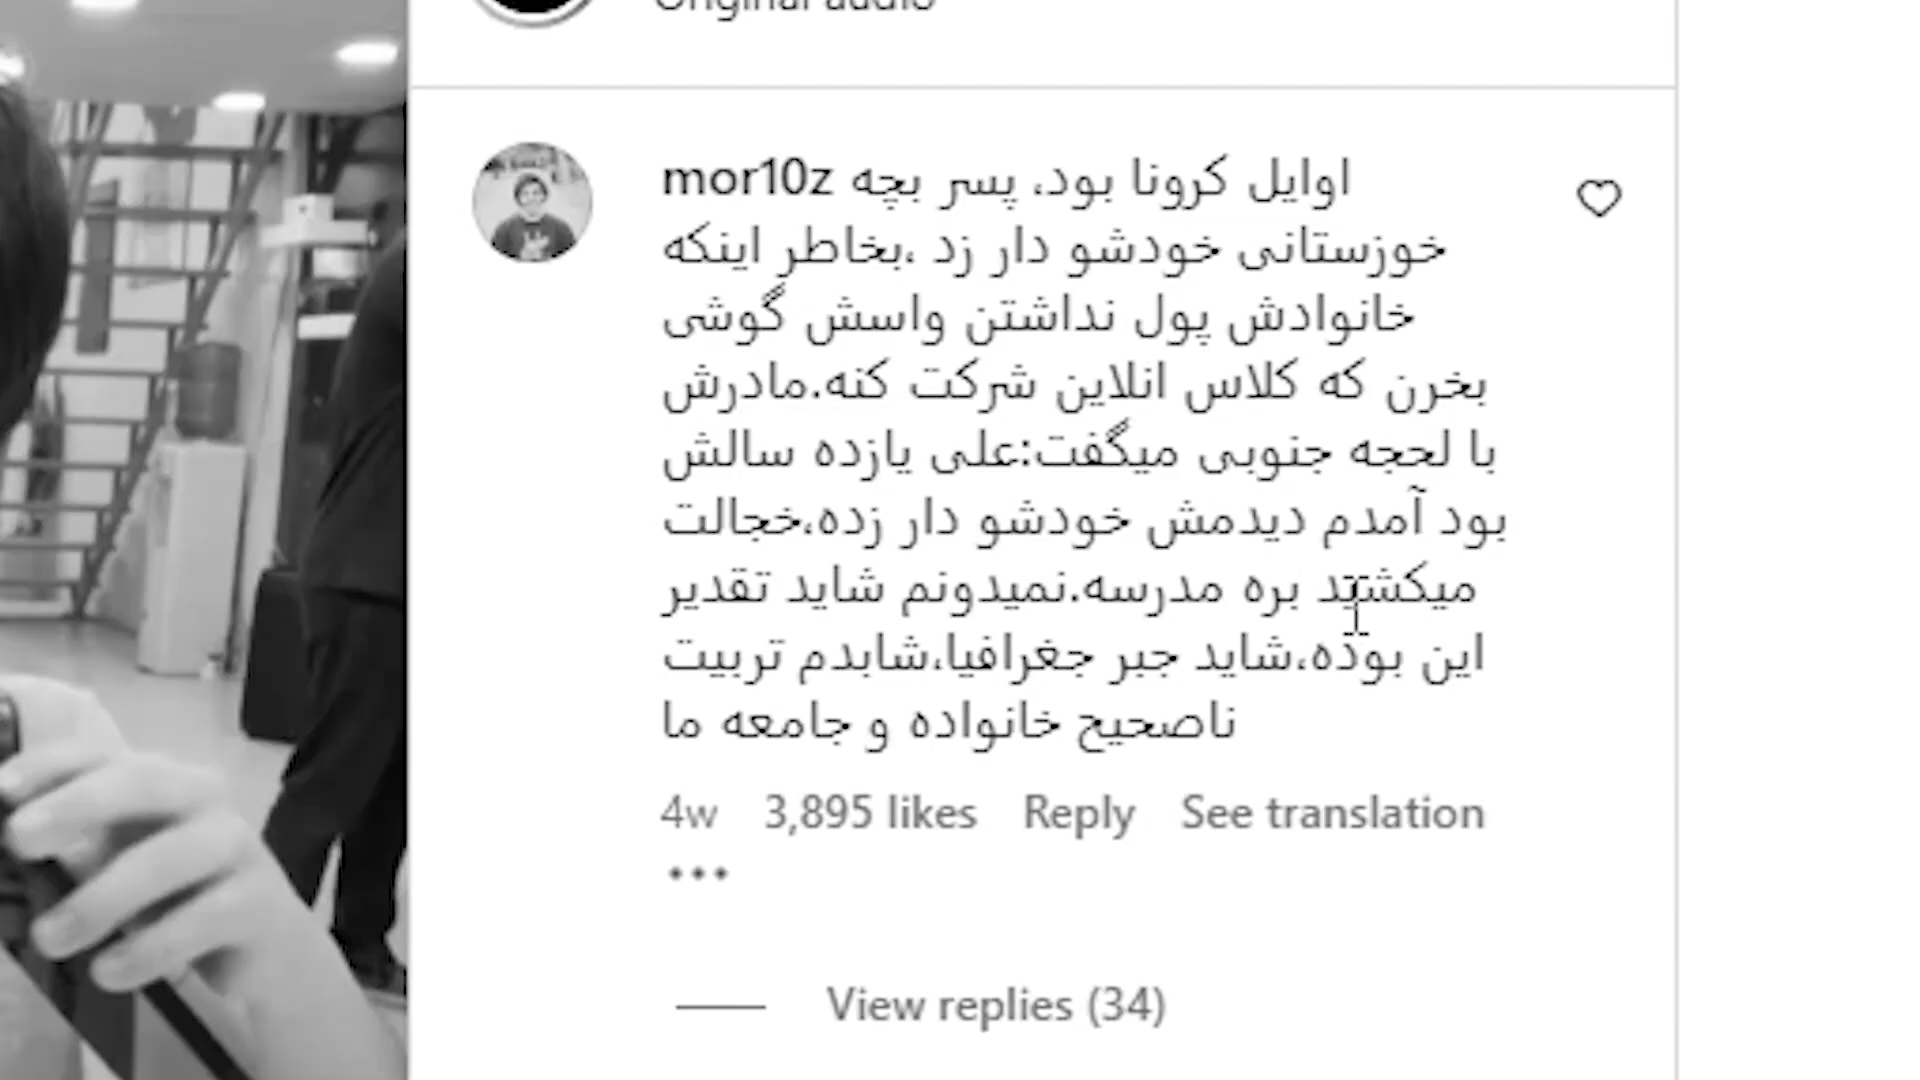 Original audio
mor10z اوایل کرونا بود، پسر بچه
خوزستانی خودشو دار زد ،بخاطر اینکه
خانوادش پول نداشتن واسش گوشی
بخرن که کلاس انلاین شرکت کنه.مادرش
با لحجه جنوبی میگفت:علی یازده سالش
بود آمدم دیدمش خودشو دار زده،خجالت
میکشید بره مدرسه.نمیدونم شاید تقدیر
این بوده،شاید جبر جغرافیا،شابدم تربیت
ناصحیح خانواده و جامعه ما
4w 3,895 likes Reply See translation
•••
View replies (34)